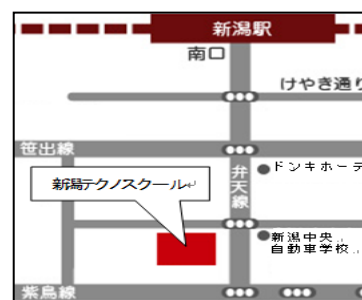 新潟駅
南口
けやき通り
笹出線
弁天線
ドンキホーテ
新潟テクノスクール
新潟中央
自動車学校
紫鳥線